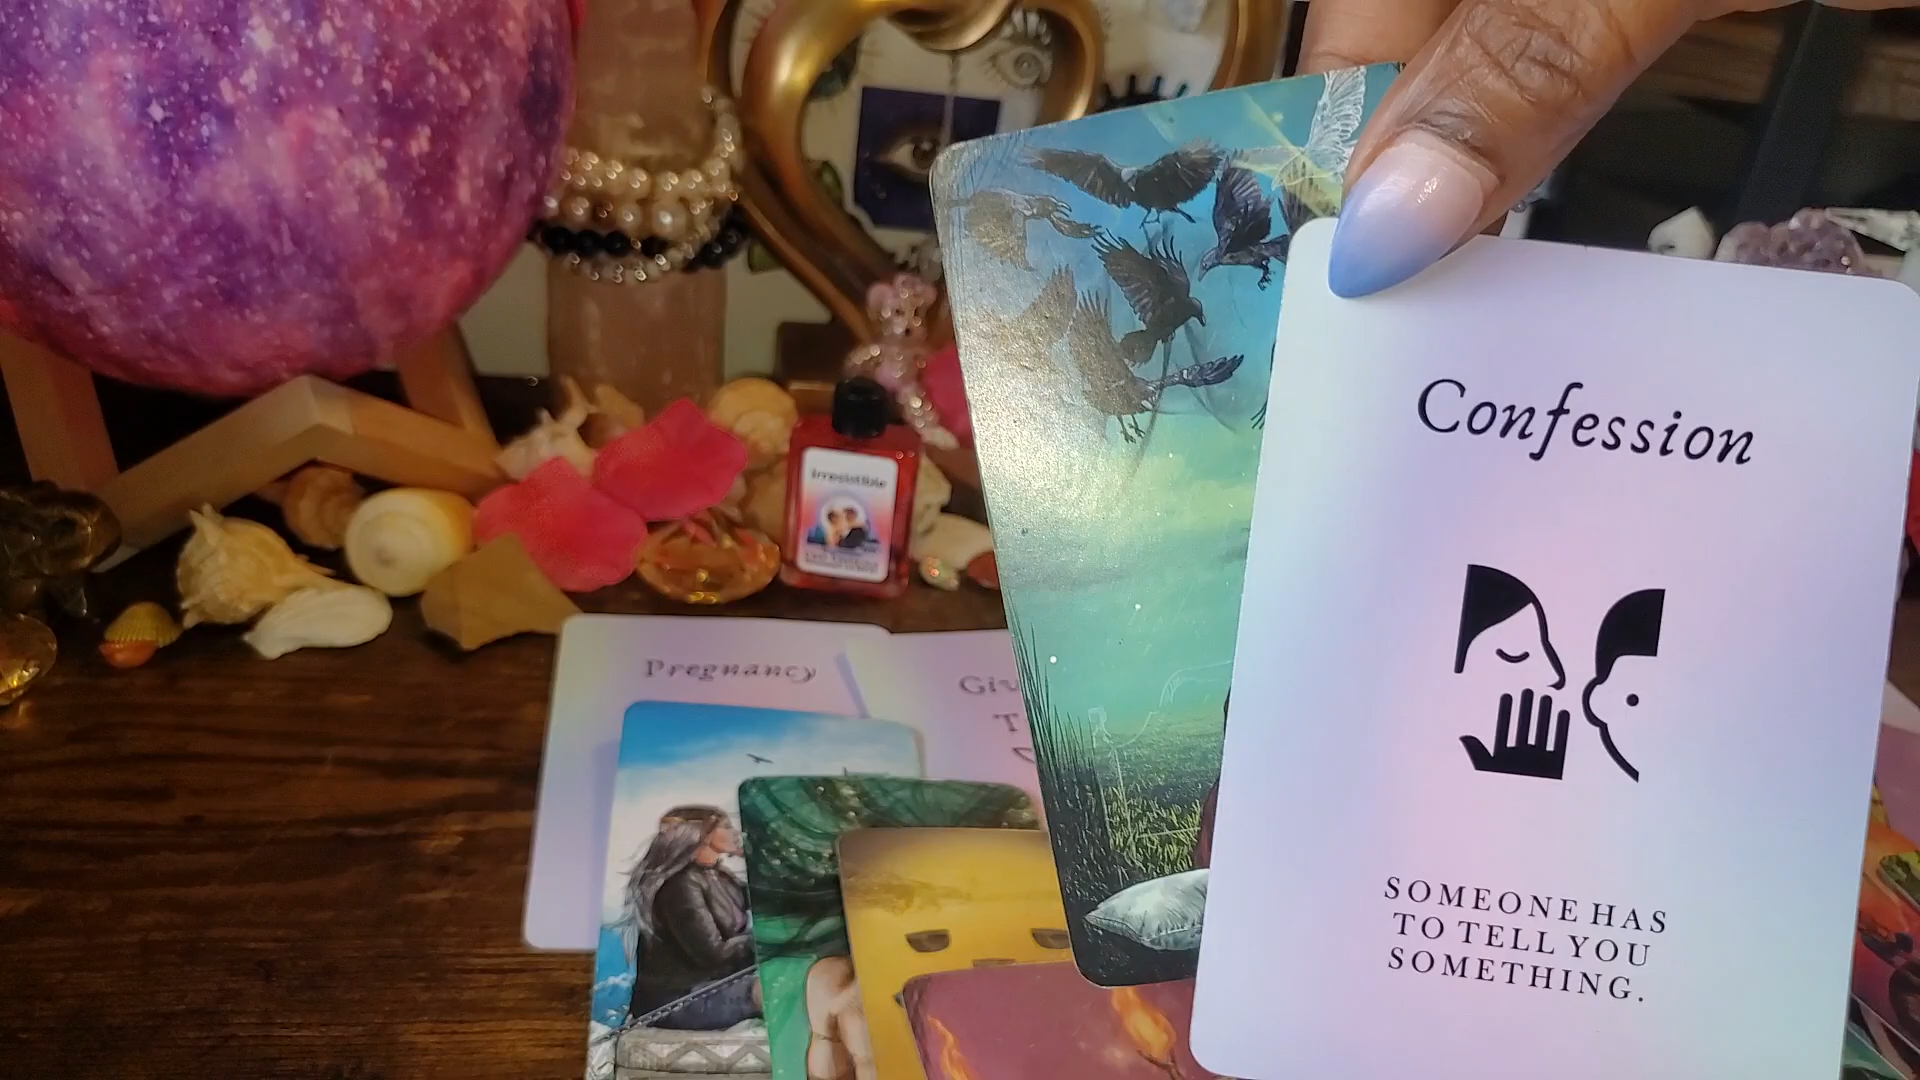 Confession
SOMEONE HAS
TO TELL YOU
SOMETHING.
Irresistible
Pregnancy